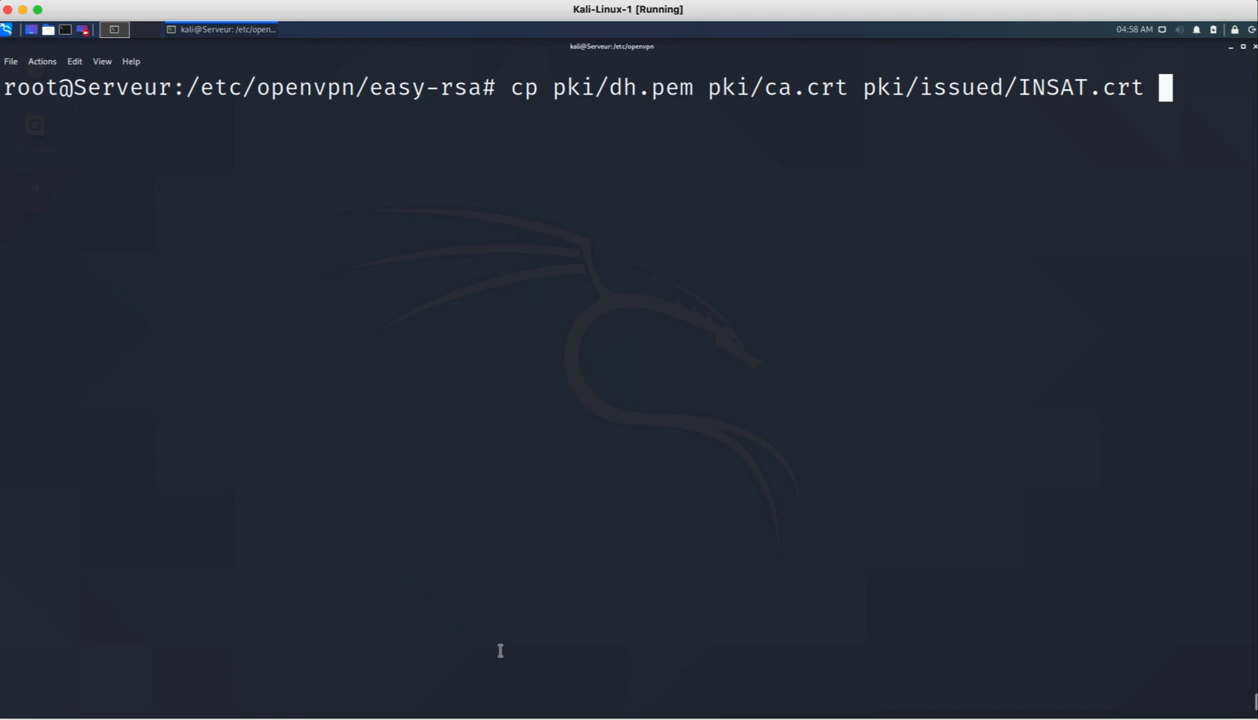 Kali-Linux-1 [Running]
kali@Serveur: /etc/open...
04:58 AM
kali@Serveur:/etc/openvpn
File Actions Edit View Help
root@Serveur:/etc/openvpn/easy-rsa# cp pki/dh.pem pki/ca.crt pki/issued/INSAT.crt